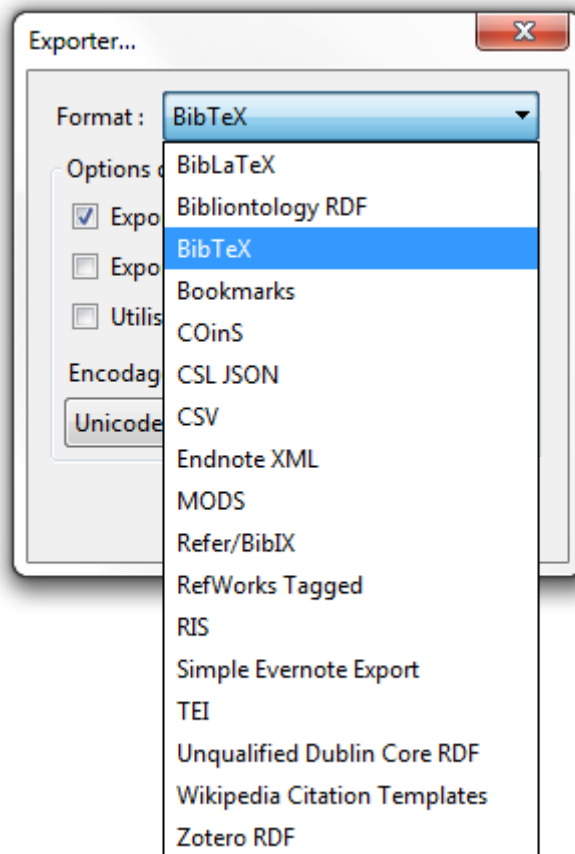 Exporter...
Format : BibTeX
BibLaTeX
Options
Bibliontology RDF
Expo
BibTeX
Expo
Bookmarks
Utilis
COinS
Encodag
CSL JSON
Unicode
CSV
Endnote XML
MODS
Refer/BibIX
RefWorks Tagged
RIS
Simple Evernote Export
TEI
Unqualified Dublin Core RDF
Wikipedia Citation Templates
Zotero RDF